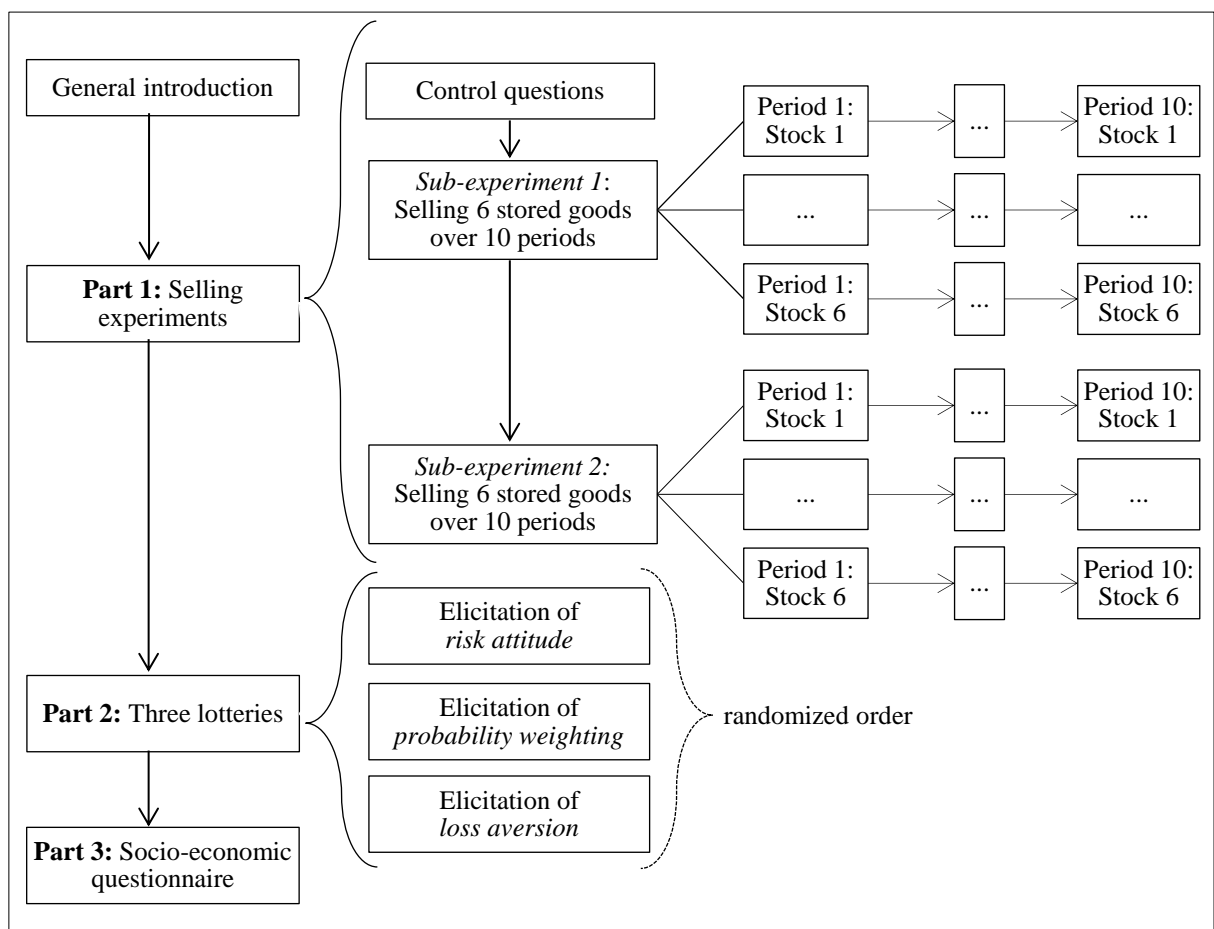 General introduction
Part 1: Selling
experiments
Part 2: Three lotteries
Part 3: Socio-economic
questionnaire
Control questions
Sub-experiment 1:
Selling 6 stored goods
over 10 periods
Period 1:
Stock 1
...
Period 10:
Stock 1
...
...
...
Period 1:
Stock 6
...
Period 10:
Stock 6
Sub-experiment 2:
Selling 6 stored goods
over 10 periods
Period 1:
Stock 1
...
Period 10:
Stock 1
...
...
...
Period 1:
Stock 6
...
Period 10:
Stock 6
Elicitation of
risk attitude
Elicitation of
probability weighting
Elicitation of
loss aversion
randomized order